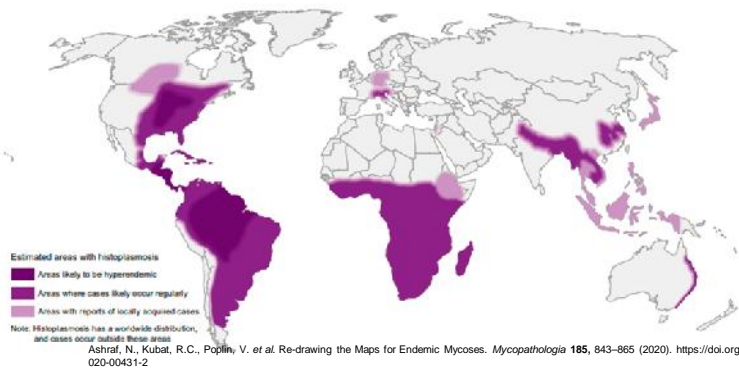 Estimated areas with histoplasmosis
Areas likely to be hyperendemic
Areas where cases likely occur regularly
Areas with reports of locally acquired cases
Note: Histoplasmosis has a worldwide distribution,
and cases occur outside these areas
Ashraf, N., Kubat, R.C., Poplin, V. et al. Re-drawing the Maps for Endemic Mycoses. Mycopathologia 185, 843–865 (2020). https://doi.org
020-00431-2